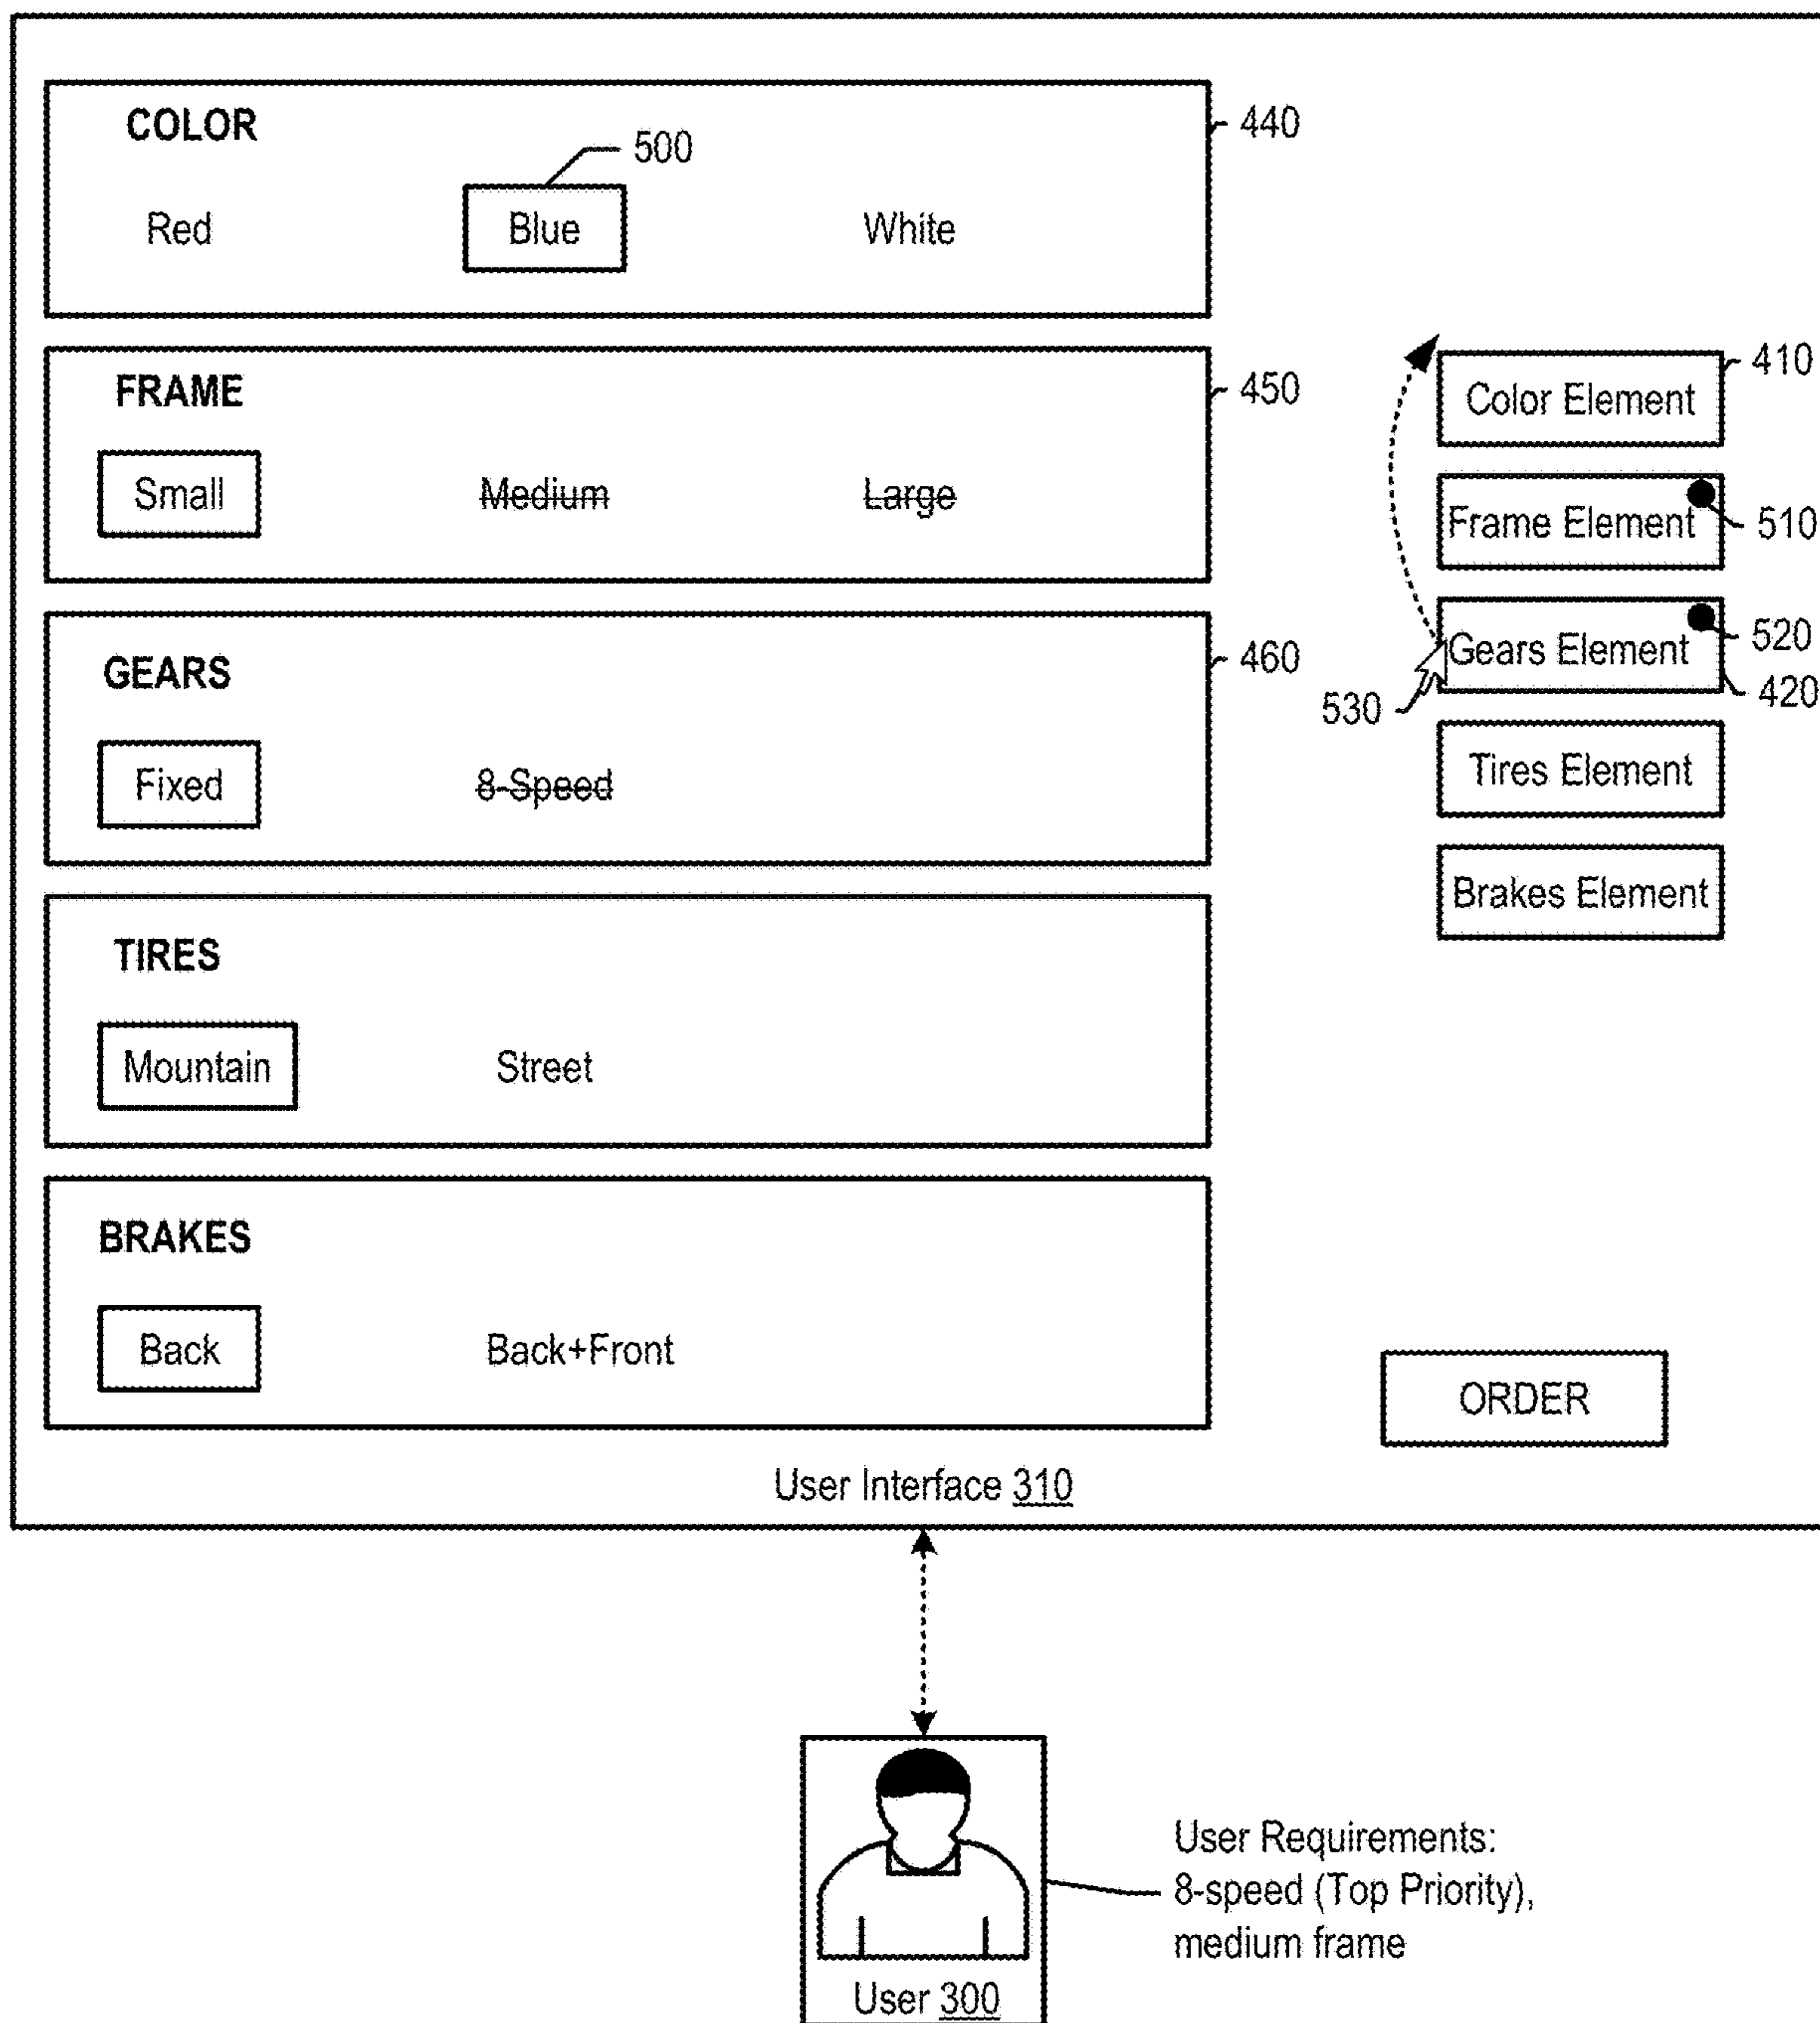 COLOR
440
500
Red
Blue
White
FRAME
450
Small
Medium
Large
Color Element
410
Frame Element
510
Gears Element
520
420
530
Tires Element
Brakes Element
GEARS
460
Fixed
8-Speed
TIRES
Mountain
Street
BRAKES
Back
Back+Front
ORDER
User Interface 310
User Requirements:
8-speed (Top Priority),
medium frame
User 300